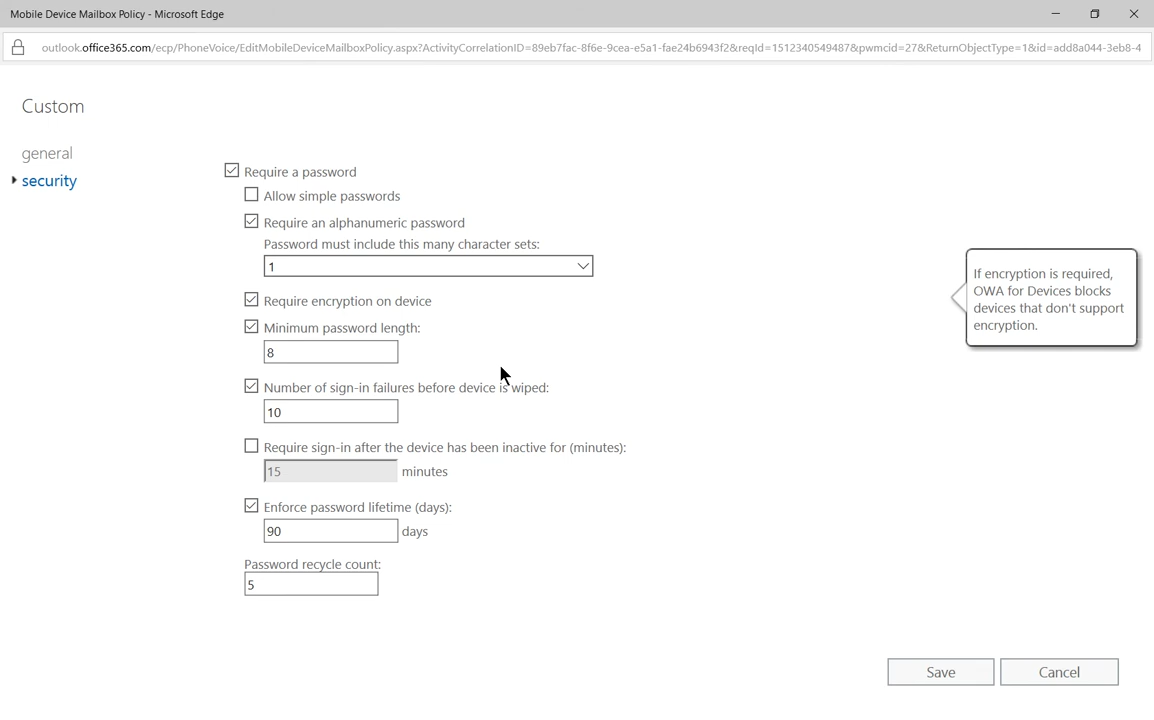 Mobile Device Mailbox Policy - Microsoft Edge
outlook.office365.com/ecp/PhoneVoice/EditMobileDeviceMailboxPolicy.aspx?ActivityCorrelationID=89eb7fac-8f6e-9cea-e5a1-fae24b6943f2&reqId=1512340549487&pwmcid=27&ReturnObjectType=1&id=add8a044-3eb8-4
Custom
general
security
Require a password
Allow simple passwords
Require an alphanumeric password
Password must include this many character sets:
1
Require encryption on device
If encryption is required,
OWA for Devices blocks
devices that don't support
encryption.
Minimum password length:
8
Number of sign-in failures before device is wiped:
10
Require sign-in after the device has been inactive for (minutes):
15 minutes
Enforce password lifetime (days):
90 days
Password recycle count:
5
Save Cancel